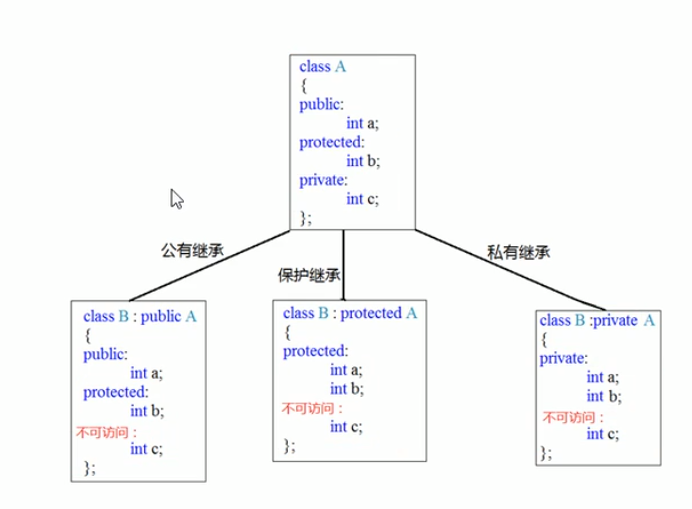 class A
{
public:
int a;
protected:
int b;
private:
int c;
};
公有继承
保护继承
私有继承
class B : public A
{
public:
int a;
protected:
int b;
不可访问：
int c;
};
class B : protected A
{
protected:
int a;
int b;
不可访问：
int c;
};
class B :private A
{
private:
int a;
int b;
不可访问：
int c;
};